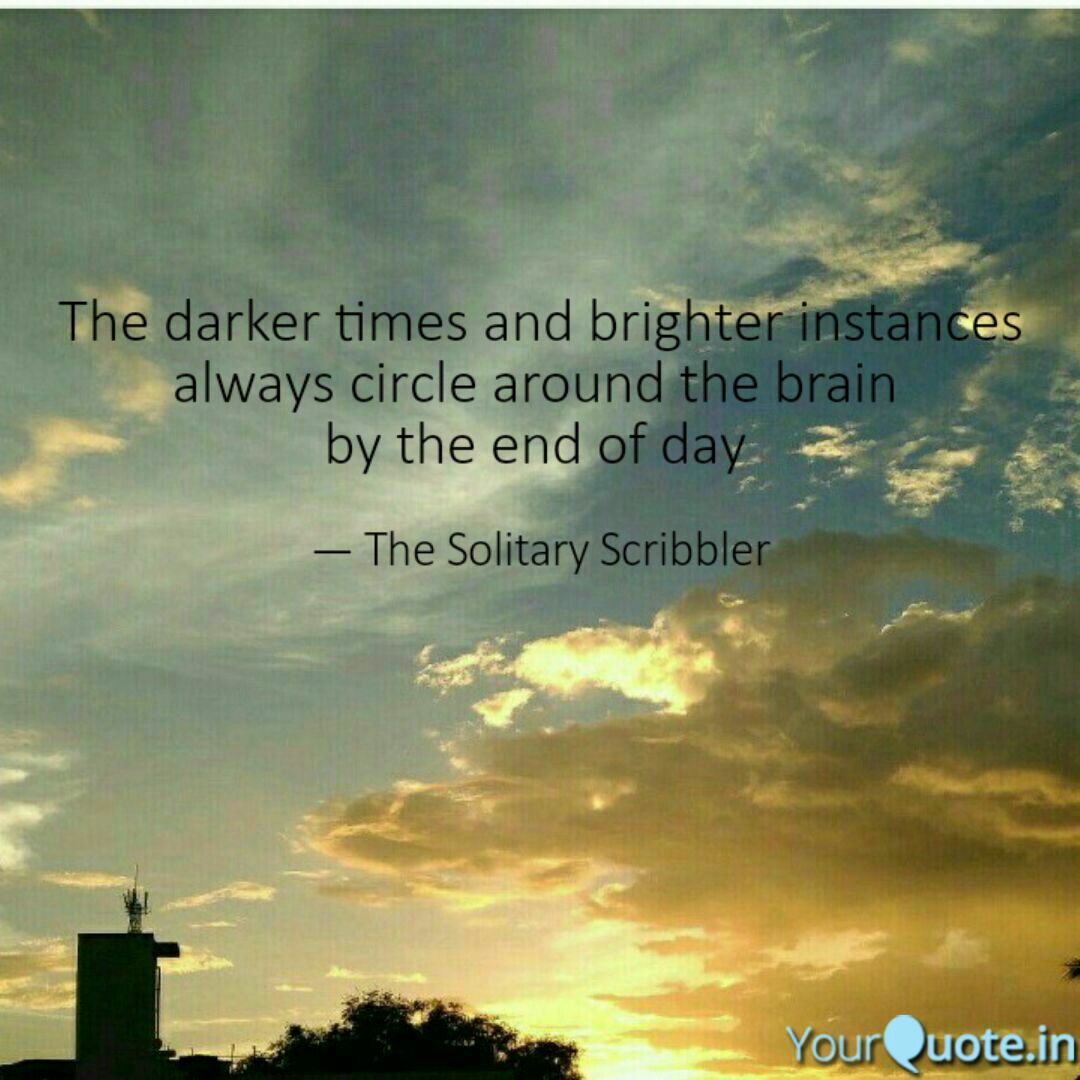 The darker times and brighter instances
always circle around the brain
by the end of day
— The Solitary Scribbler
YourQuote.in